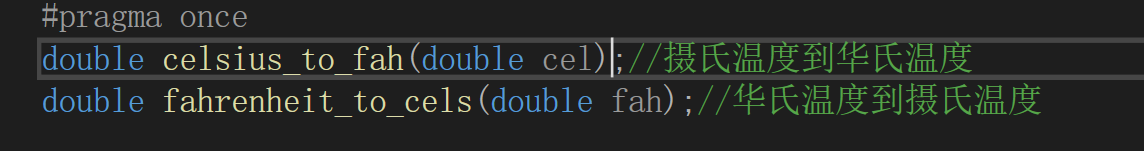 #pragma once
double celsius_to_fah(double cel);//摄氏温度到华氏温度
double fahrenheit_to_cels(double fah);//华氏温度到摄氏温度